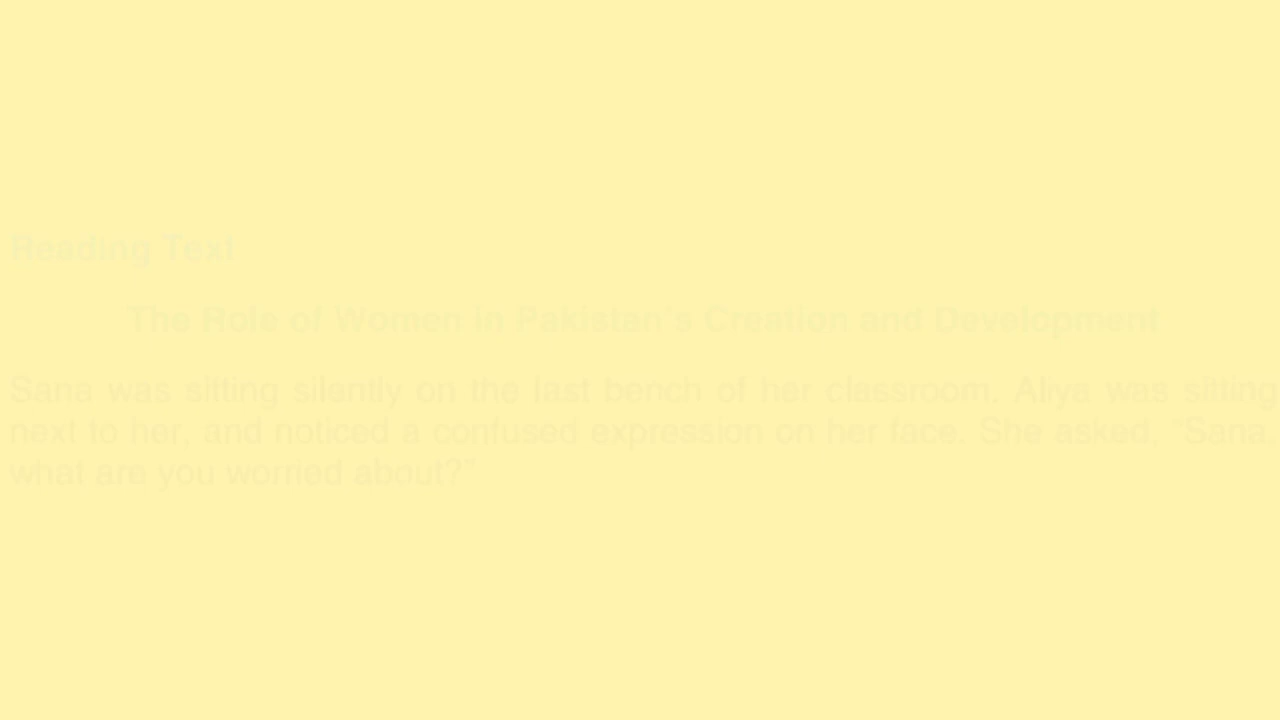 Reading Text
The Role of Women in Pakistan's Creation and Development
Sana was sitting silently on the last bench of her classroom. Aliya was sitting
next to her, and noticed a confused expression on her face. She asked, "Sana,
what are you worried about?"